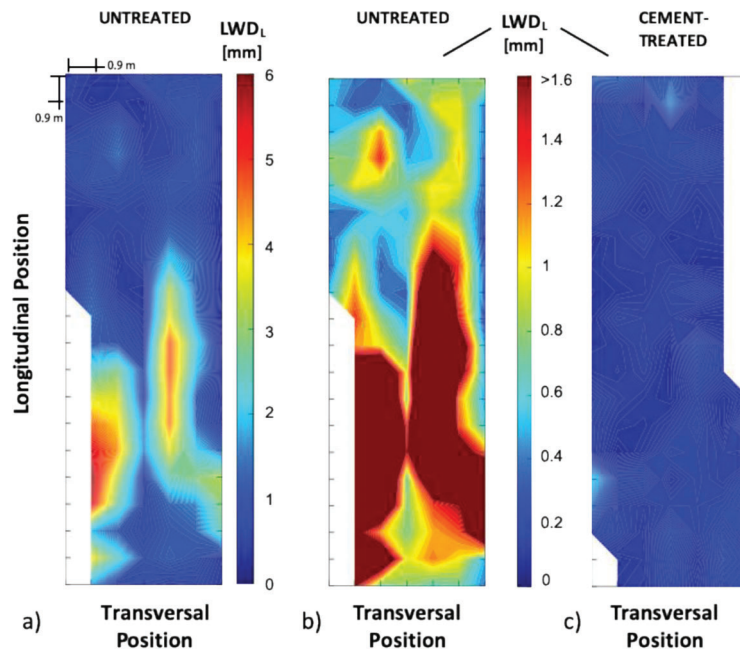 UNTREATED
LWDL
[mm]
UNTREATED
LWDL
[mm]
CEMENT-
TREATED
0.9 m
0.9 m
Longitudinal Position
6
5
4
3
2
1
0
>1.6
1.4
1.2
1
0.8
0.6
0.4
0.2
0
a)
Transversal
Position
b)
Transversal
Position
c)
Transversal
Position